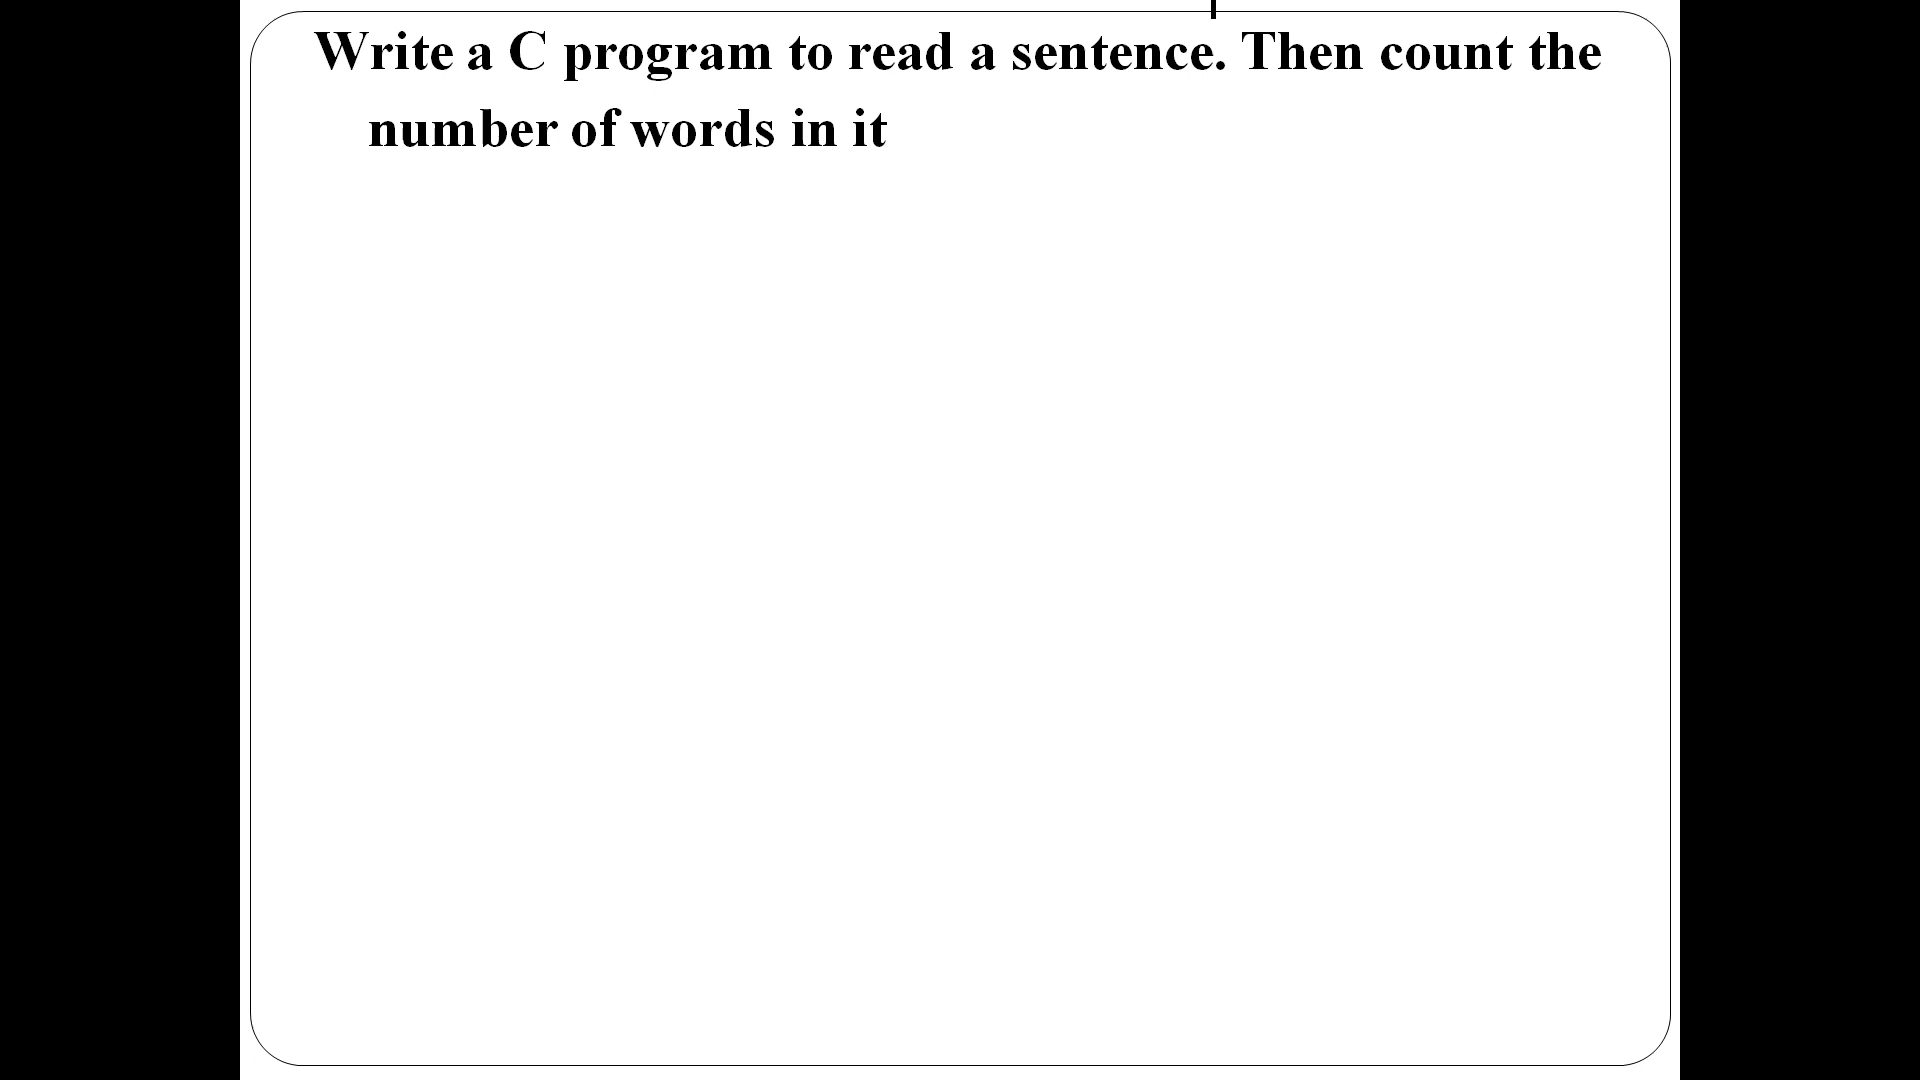 Write a C program to read a sentence. Then count the
number of words in it